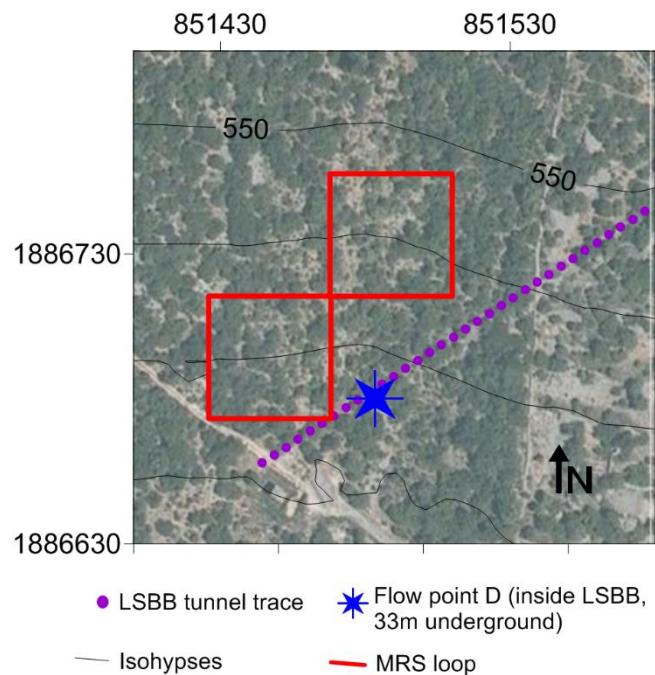 851430 851530
550
550
1886730
N
1886630
LSBB tunnel trace
Flow point D (inside LSBB,
33m underground)
Isohypses
MRS loop